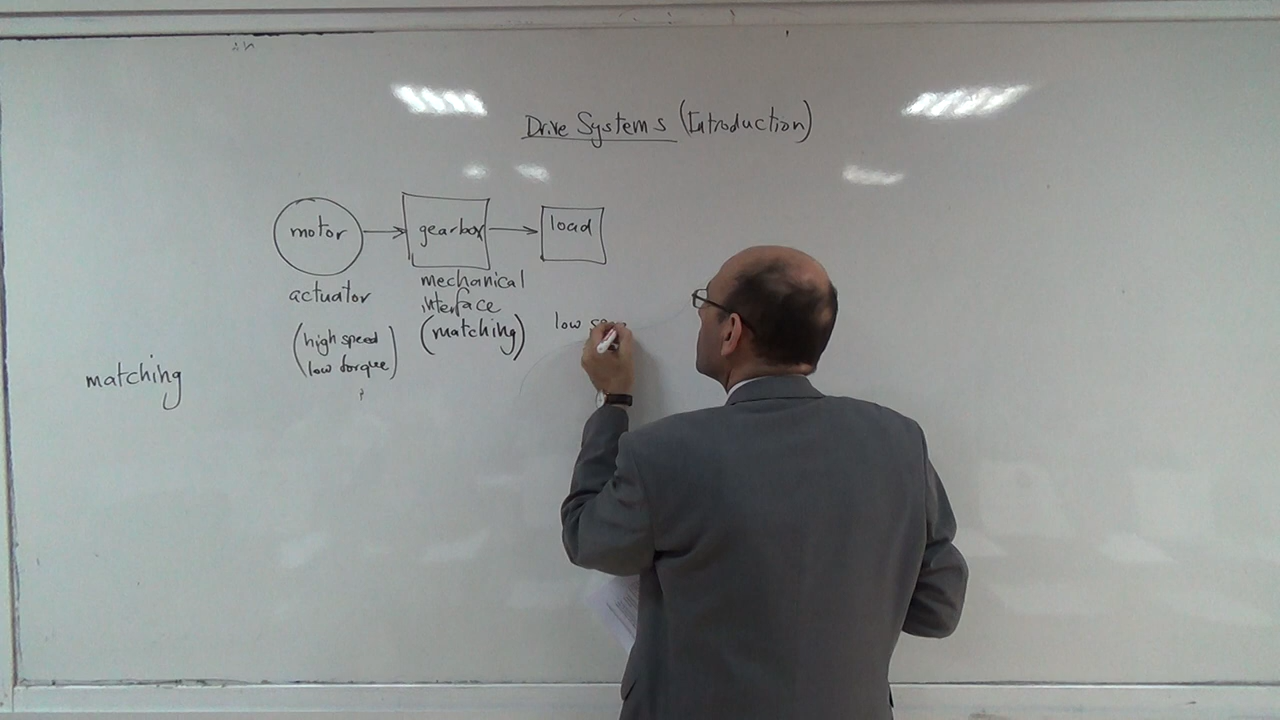 Drive Systems (Introduction)
motor
gearbox
load
actuator
mechanical
interface
(matching)
(high speed
low torque)
low
matching